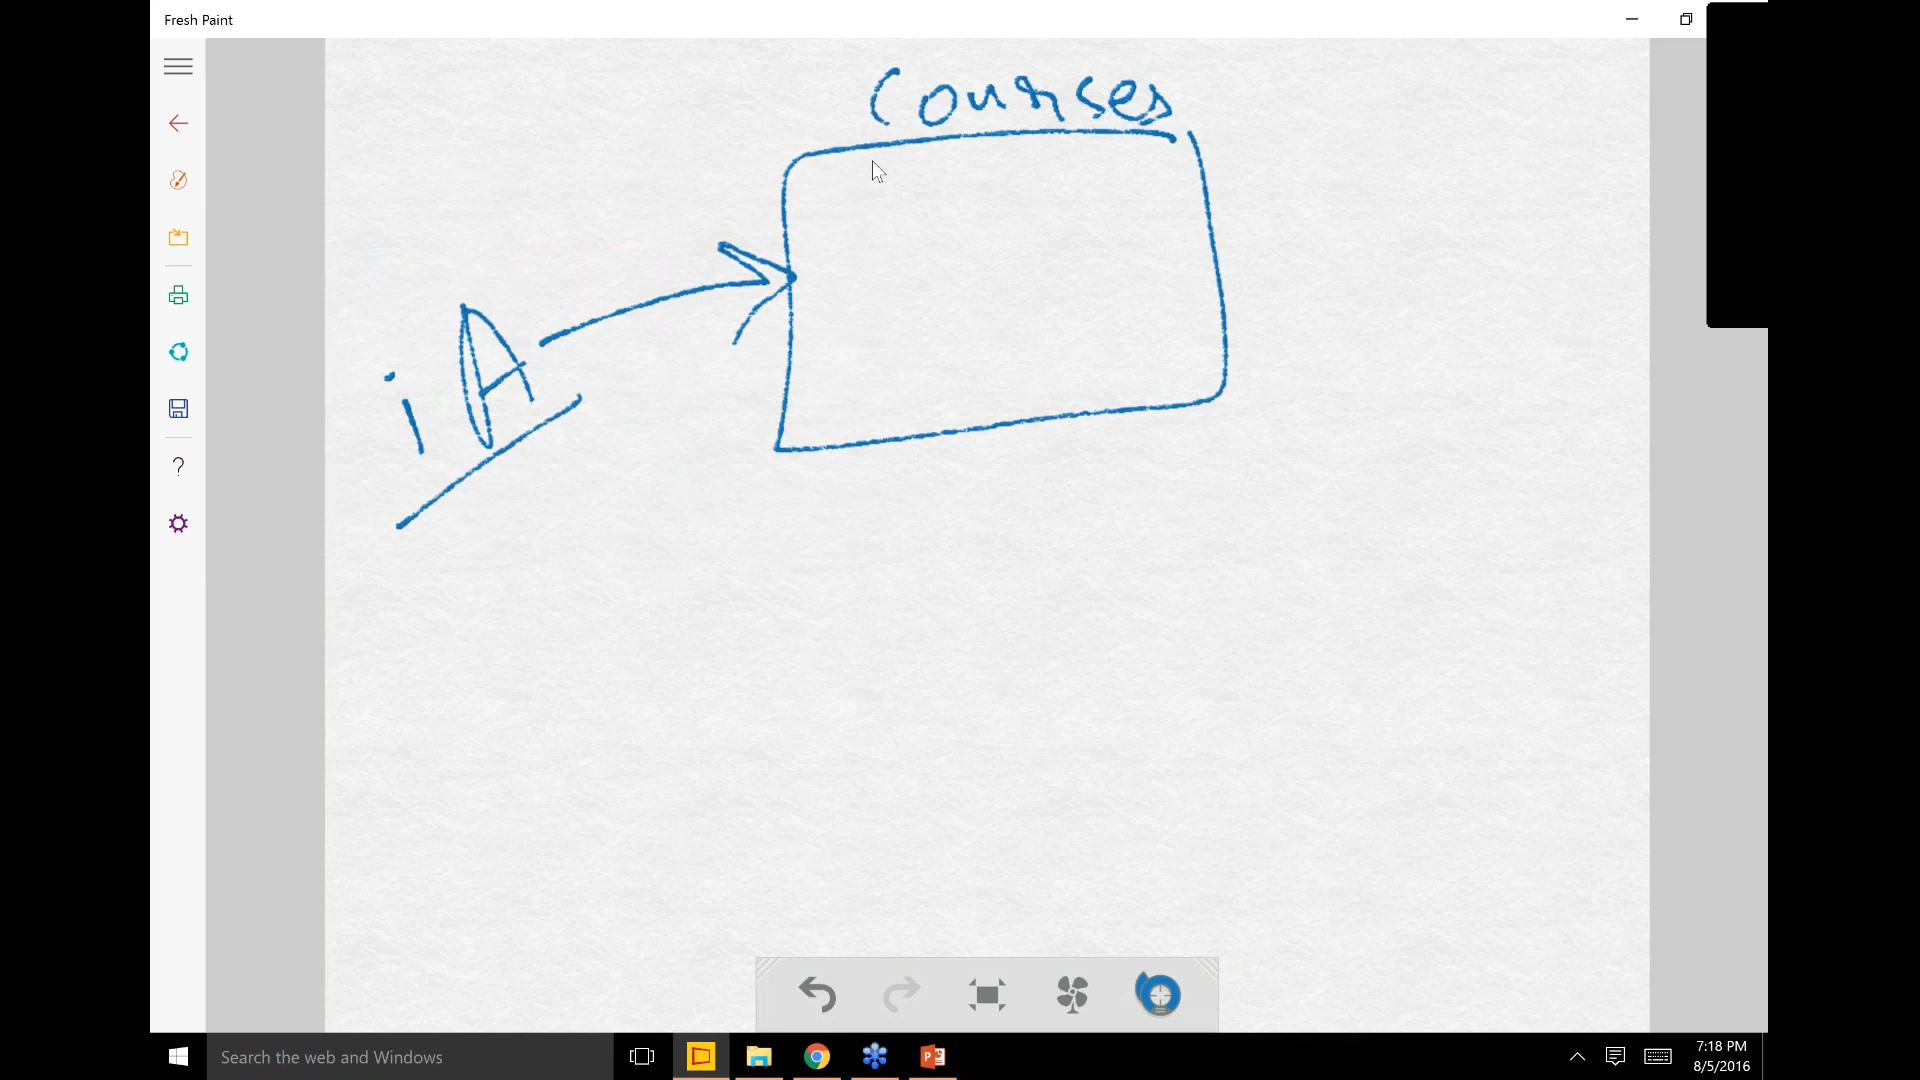 Fresh Paint
Courses
iA
Search the web and Windows
7:18 PM
8/5/2016